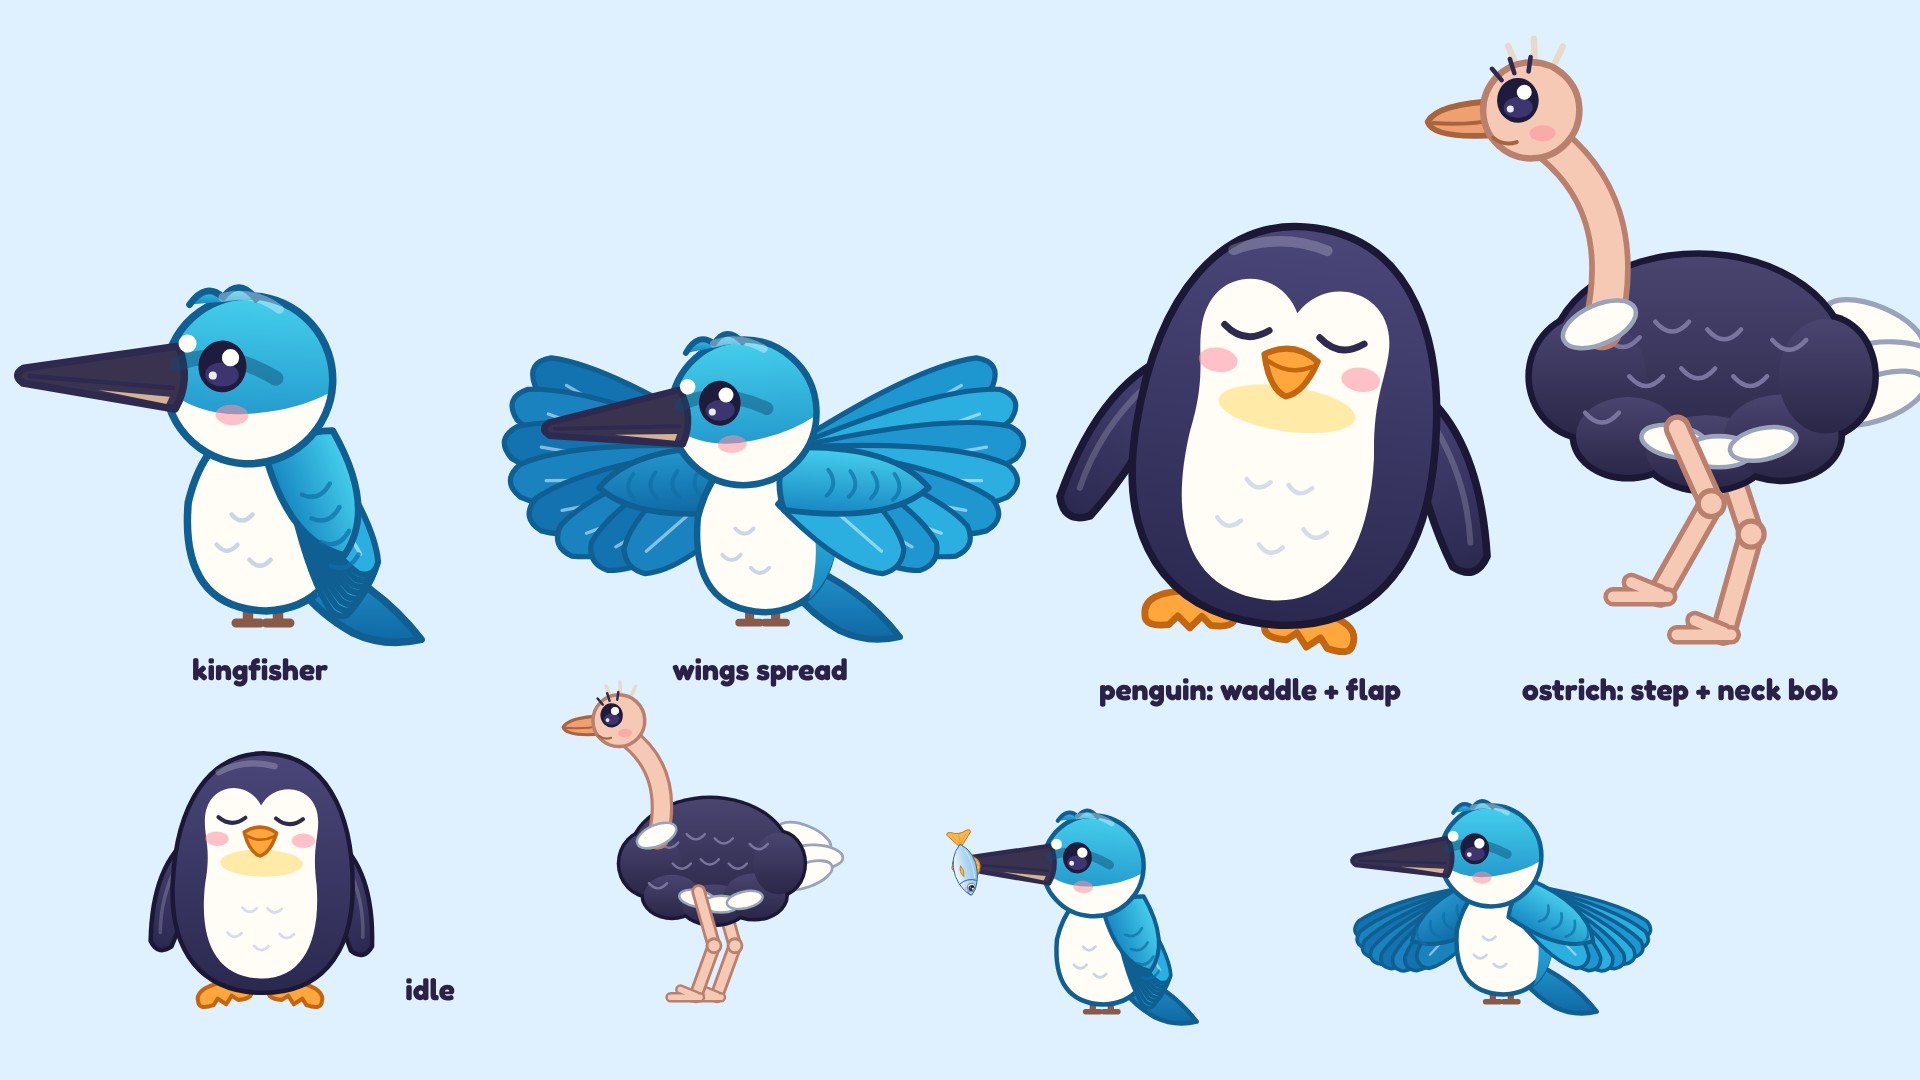 kingfisher
wings spread
penguin: waddle + flap
ostrich: step + neck bob
idle